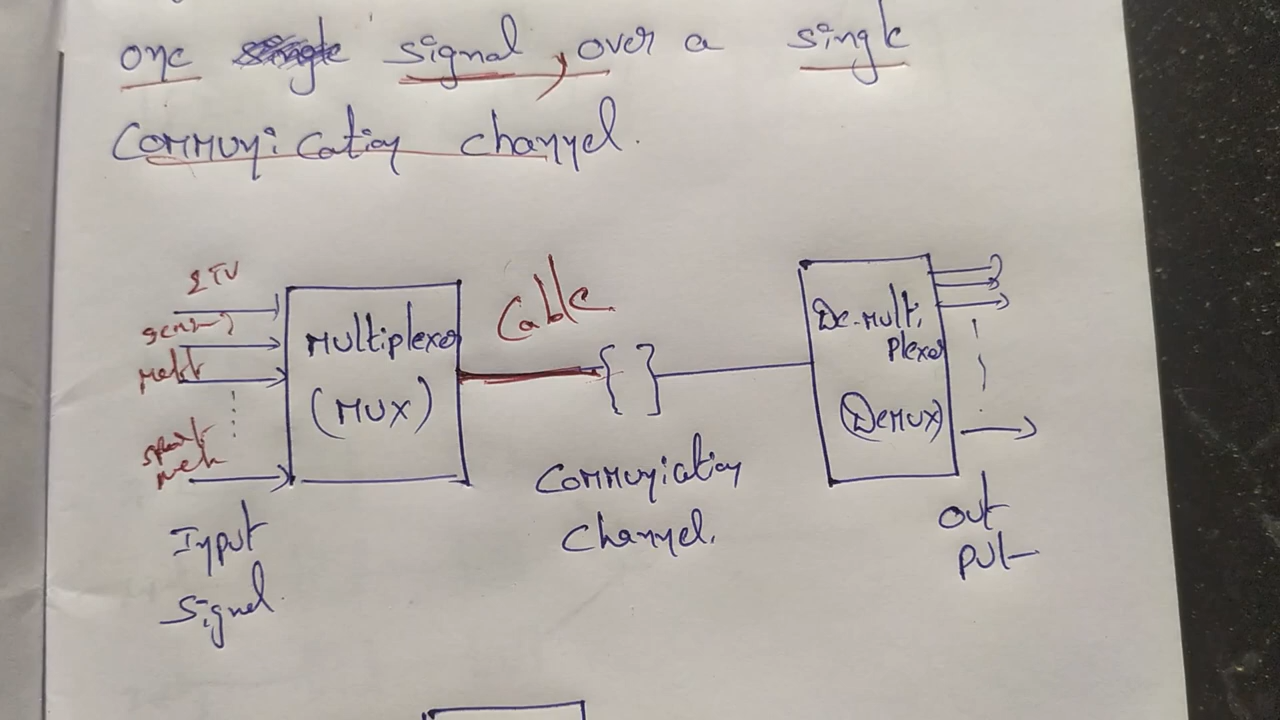 one signal, over a single
Communication channel.
ETV
Cable
Multiplexer
(MUX)
De-multi
plexer
(DeMUX)
Communication
Channel.
Input
Signal.
Out
put